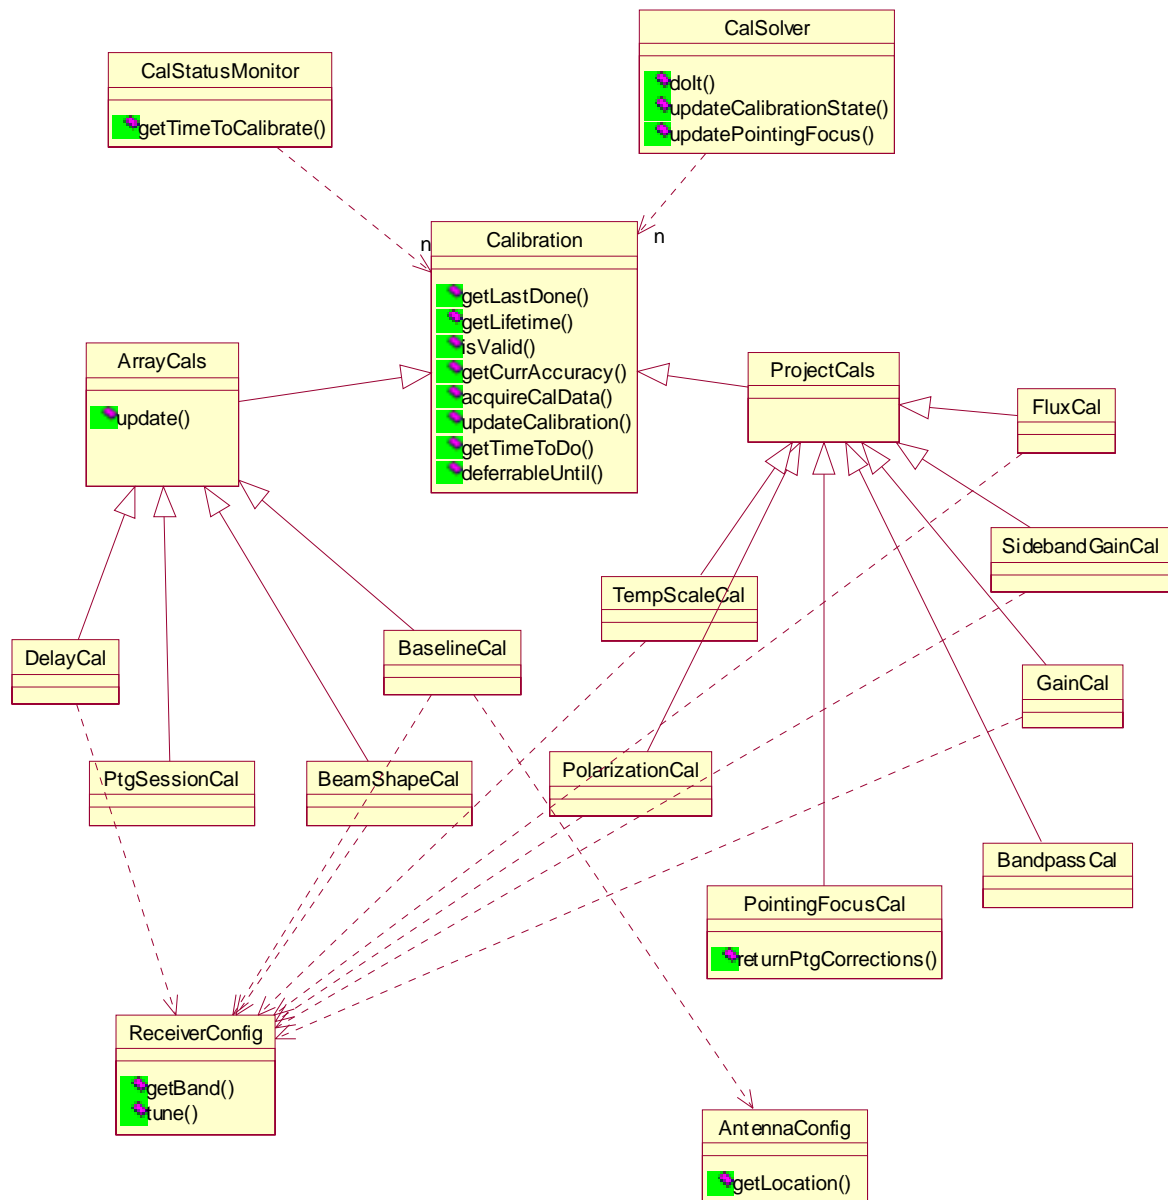 CalSolver
doIt()
updateCalibrationState()
updatePointingFocus()
CalStatusMonitor
getTimeToCalibrate()
n
n
Calibration
getLastDone()
getLifetime()
isValid()
getCurrAccuracy()
acquireCalData()
updateCalibration()
getTimeToDo()
deferrableUntil()
ArrayCals
update()
ProjectCals
FluxCal
SidebandGainCal
TempScaleCal
DelayCal
BaselineCal
GainCal
PtgSessionCal
BeamShapeCal
PolarizationCal
BandpassCal
PointingFocusCal
returnPtgCorrections()
ReceiverConfig
getBand()
tune()
AntennaConfig
getLocation()